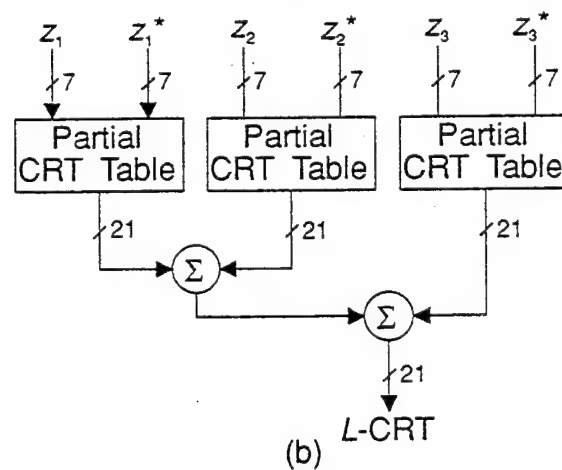 z₁ z₁* z₂ z₂* z₃ z₃*
7 7 7 7 7 7
Partial CRT Table
Partial CRT Table
Partial CRT Table
21 21 21
Σ
Σ
21
L-CRT
(b)